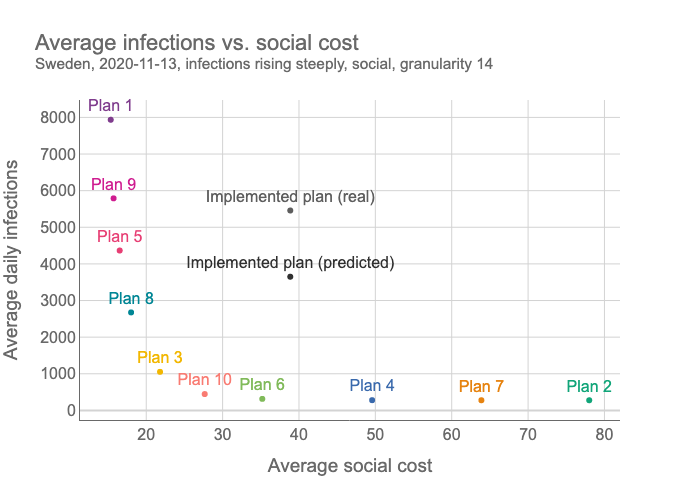 Average infections vs. social cost
Sweden, 2020-11-13, infections rising steeply, social, granularity 14
Average daily infections
8000
7000
6000
5000
4000
3000
2000
1000
0
Plan 1
Plan 9
Implemented plan (real)
Plan 5
Implemented plan (predicted)
Plan 8
Plan 3
Plan 10
Plan 6
Plan 4
Plan 7
Plan 2
20 30 40 50 60 70 80
Average social cost